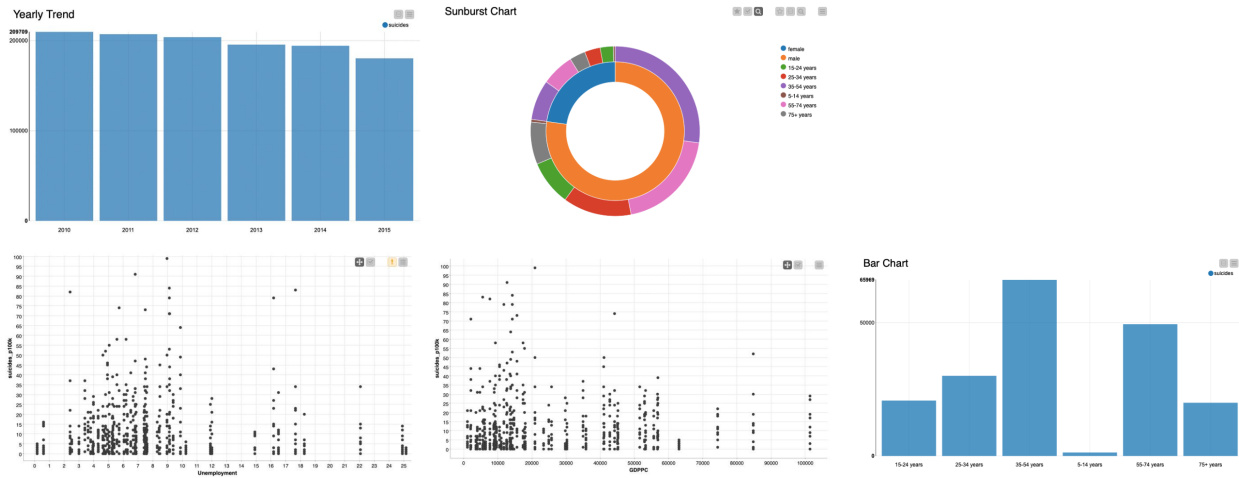 Yearly Trend
suicides
209709
200000
100000
0
2010 2011 2012 2013 2014 2015
Sunburst Chart
female
male
15-24 years
25-34 years
35-54 years
5-14 years
55-74 years
75+ years
100
95
90
85
80
75
70
65
60
55
50
45
40
35
30
25
20
15
10
5
0
suicides_p100k
0 1 2 3 4 5 6 7 8 9 10 11 12 13 14 15 16 17 18 19 20 21 22 23 24 25
Unemployment
!
100
95
90
85
80
75
70
65
60
55
50
45
40
35
30
25
20
15
10
5
0
suicides_p100k
0 10000 20000 30000 40000 50000 60000 70000 80000 90000 100000
GDPPC
Bar Chart
suicides
65969
50000
0
15-24 years 25-34 years 35-54 years 5-14 years 55-74 years 75+ years